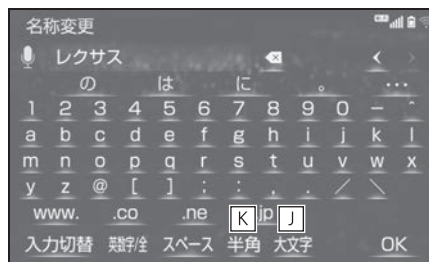 名称変更
レクサス
の は に 。 …
1 2 3 4 5 6 7 8 9 0 - ^
a b c d e f g h i j k l
m n o p q r s t u v w x
y z @ [ ] ; : , . / \
www. .co .ne K jp J
入力切替 英数字/全 スペース 半角 大文字 OK